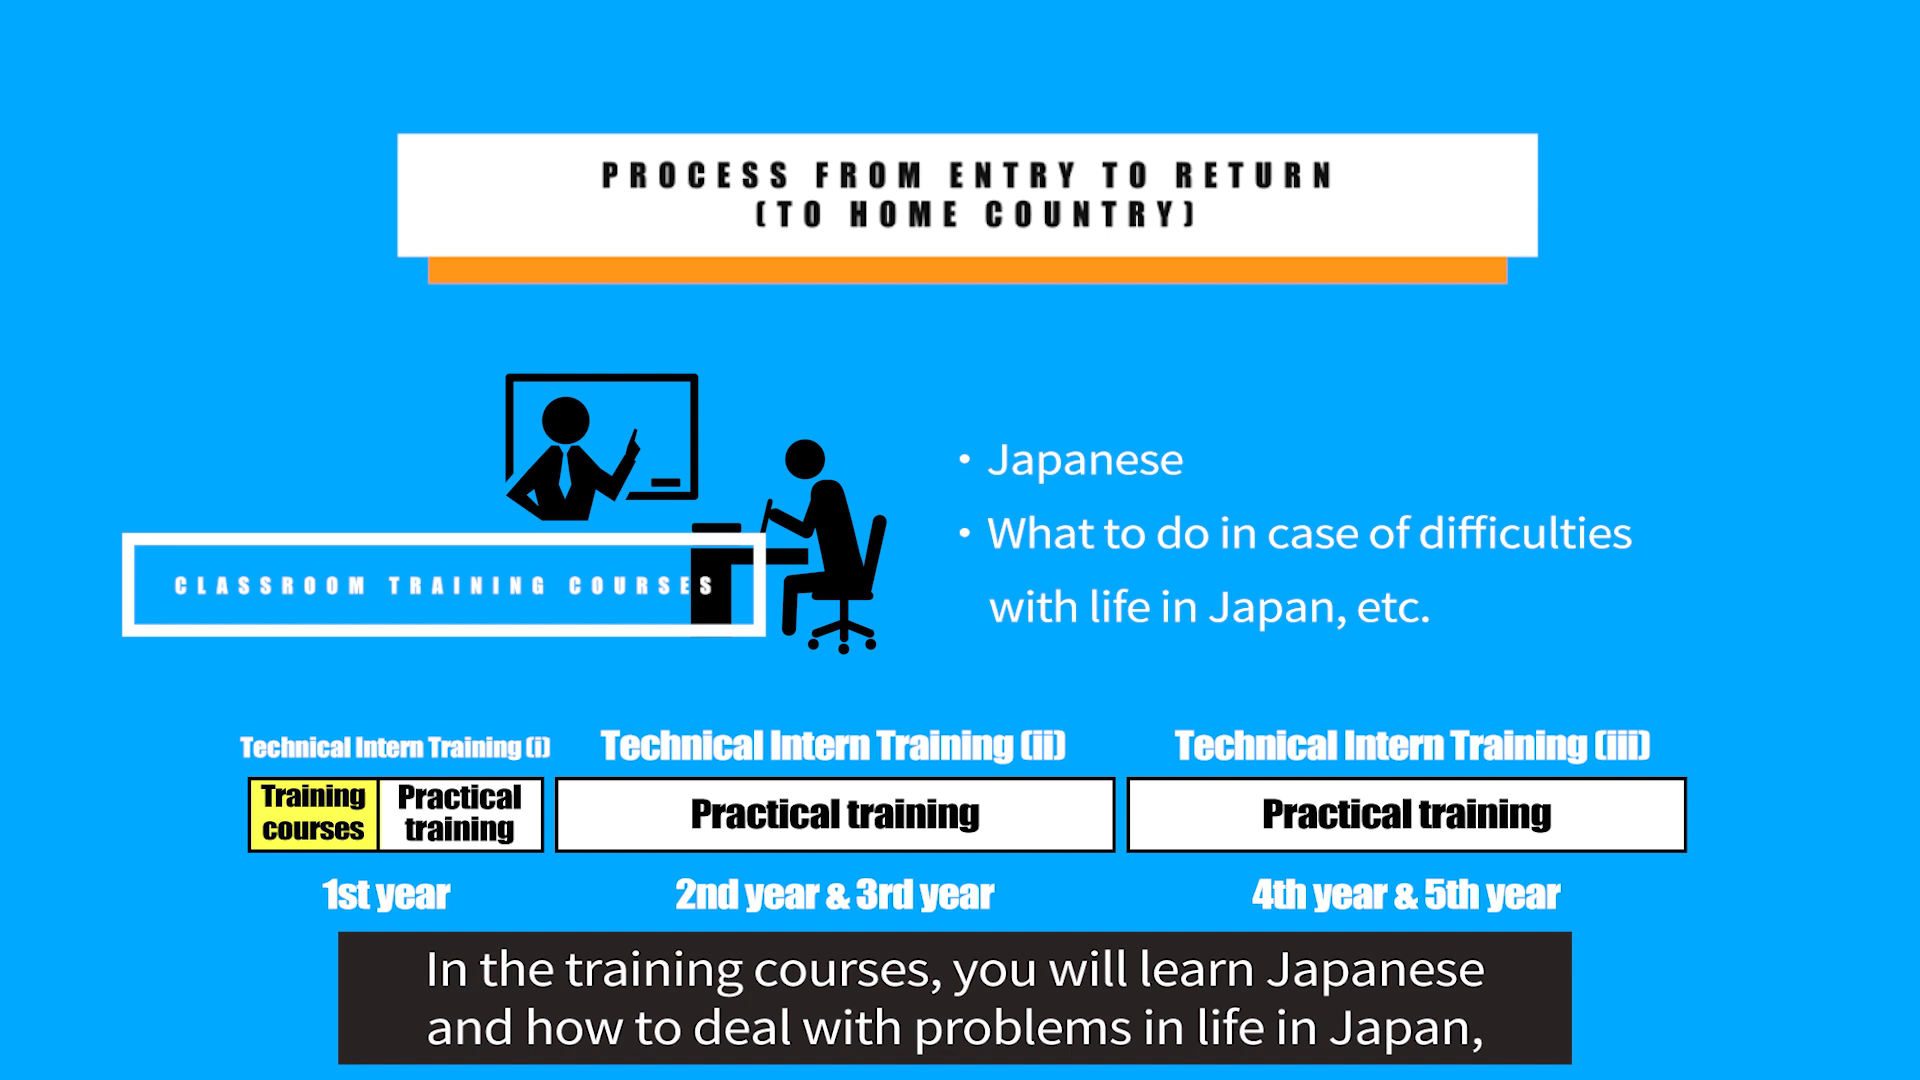 PROCESS FROM ENTRY TO RETURN
(TO HOME COUNTRY)
CLASSROOM TRAINING COURSES
・Japanese
・What to do in case of difficulties
with life in Japan, etc.
Technical Intern Training (i)
Technical Intern Training (ii)
Technical Intern Training (iii)
Training
courses
Practical
training
Practical training
Practical training
1st year
2nd year & 3rd year
4th year & 5th year
In the training courses, you will learn Japanese
and how to deal with problems in life in Japan,